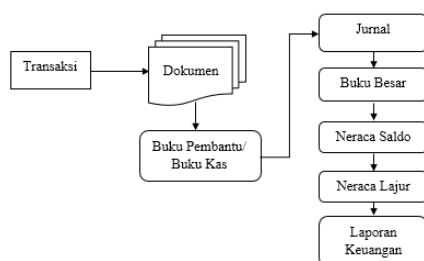 Transaksi
Dokumen
Buku Pembantu/
Buku Kas
Jurnal
Buku Besar
Neraca Saldo
Neraca Lajur
Laporan
Keuangan